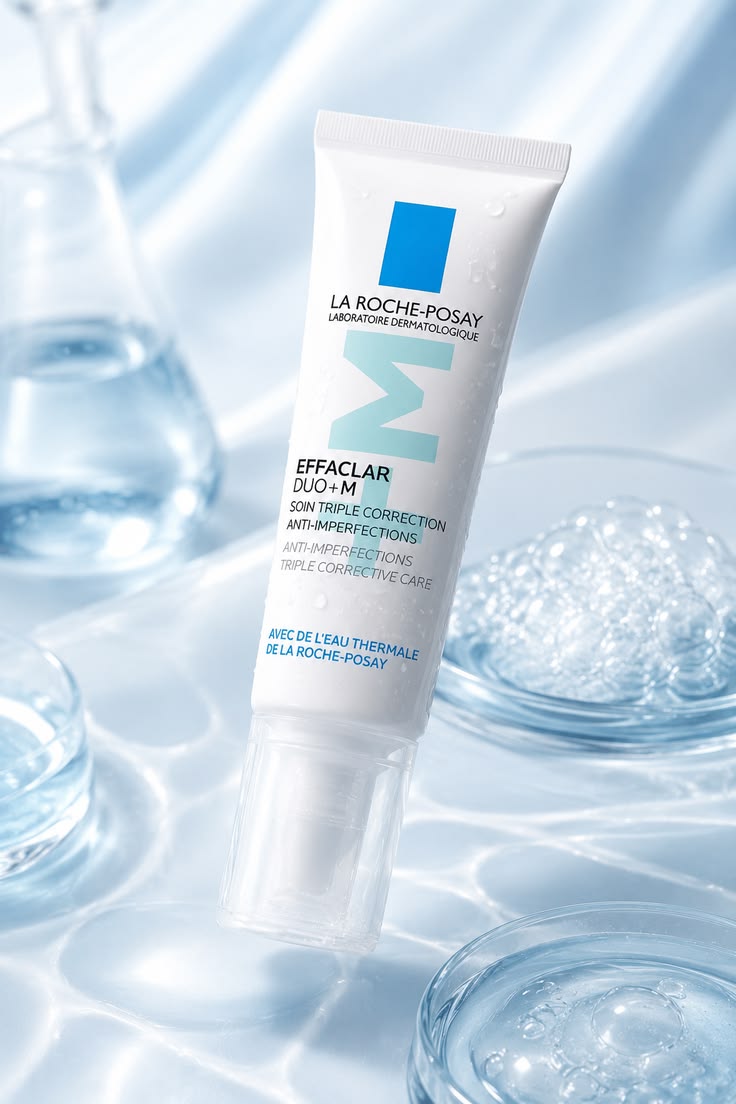 LA ROCHE-POSAY
LABORATOIRE DERMATOLOGIQUE
M
+
EFFACLAR
DUO+M
SOIN TRIPLE CORRECTION
ANTI-IMPERFECTIONS
ANTI-IMPERFECTIONS
TRIPLE CORRECTIVE CARE
AVEC DE L'EAU THERMALE
DE LA ROCHE-POSAY